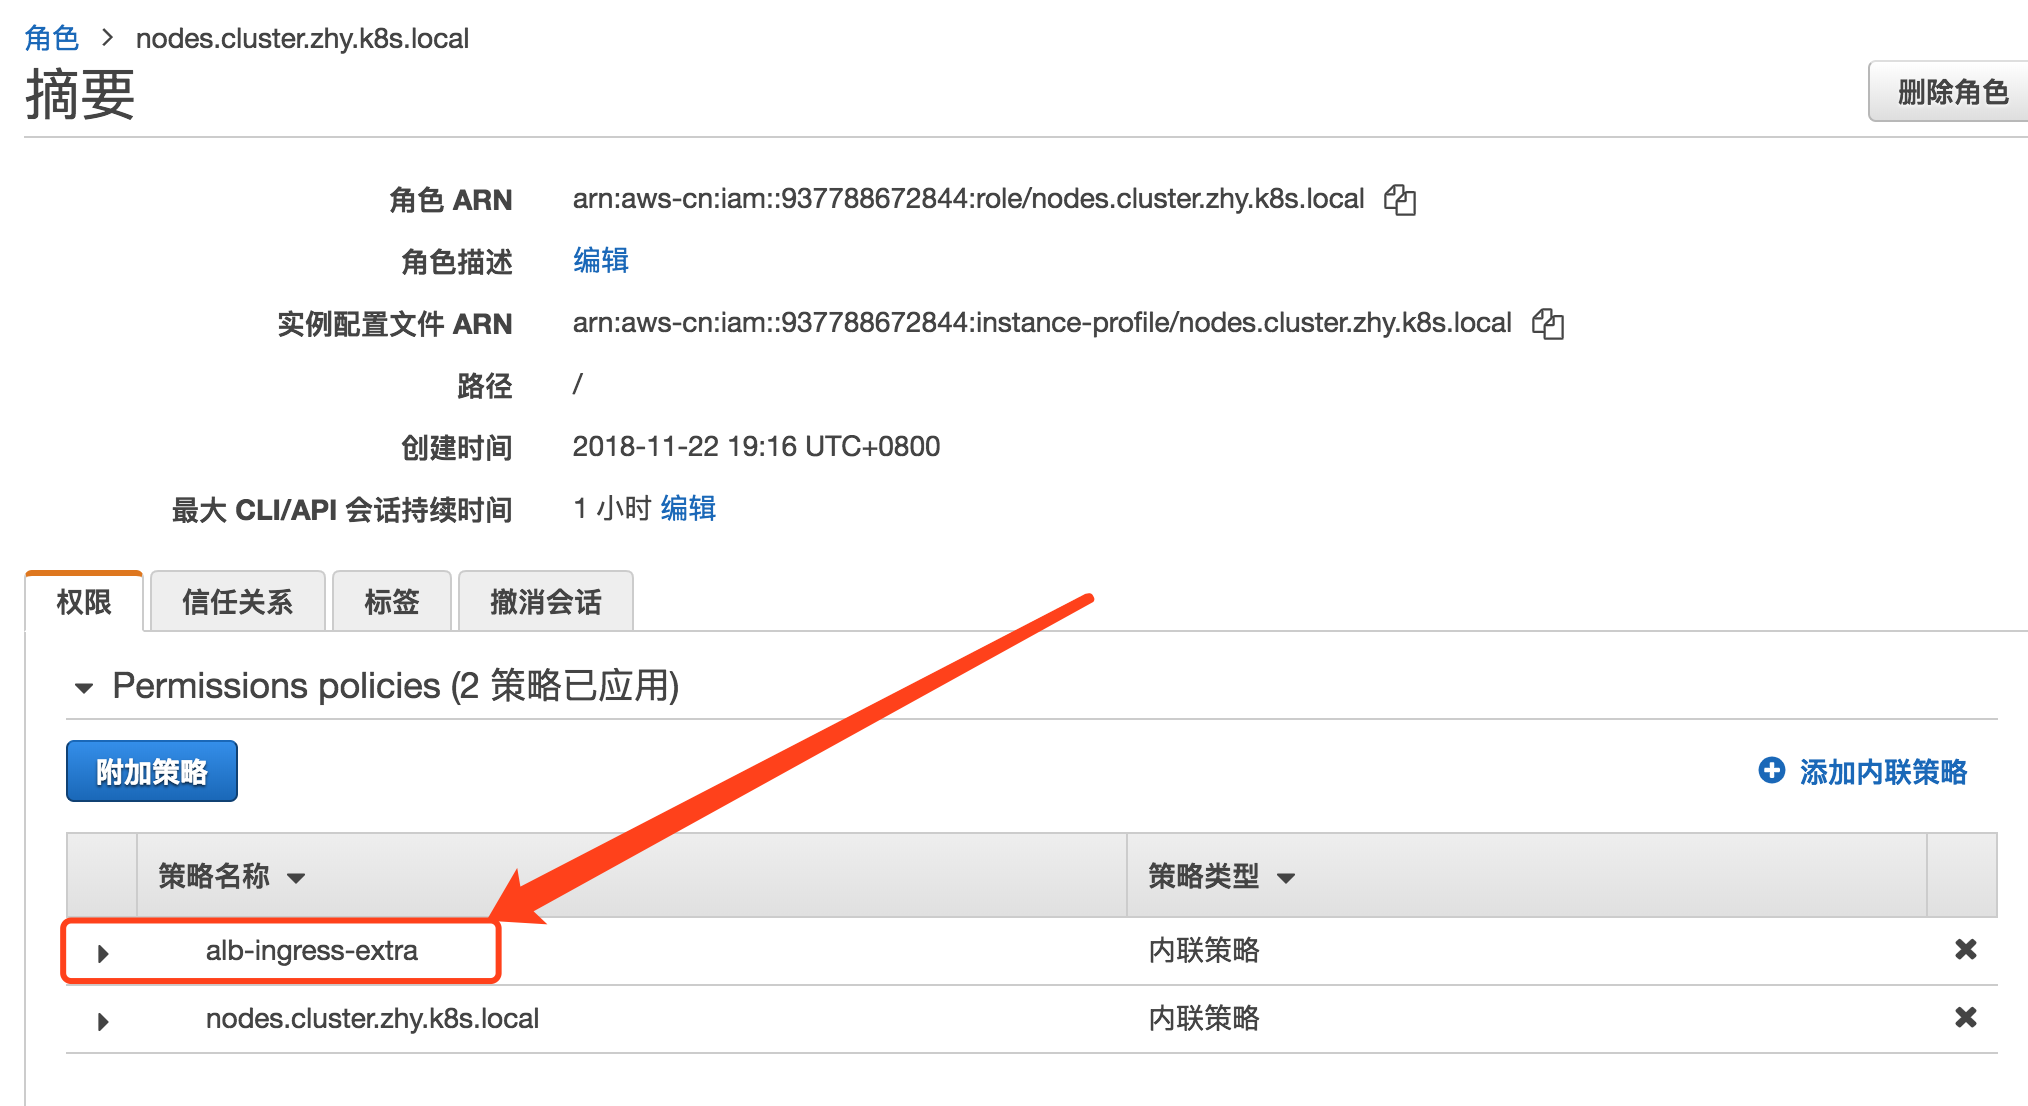 角色 > nodes.cluster.zhy.k8s.local
摘要
删除角色
角色 ARN arn:aws-cn:iam::937788672844:role/nodes.cluster.zhy.k8s.local
角色描述 编辑
实例配置文件 ARN arn:aws-cn:iam::937788672844:instance-profile/nodes.cluster.zhy.k8s.local
路径 /
创建时间 2018-11-22 19:16 UTC+0800
最大 CLI/API 会话持续时间 1 小时 编辑
权限 信任关系 标签 撤消会话
Permissions policies (2 策略已应用)
附加策略 添加内联策略
策略名称 策略类型
alb-ingress-extra 内联策略
nodes.cluster.zhy.k8s.local 内联策略